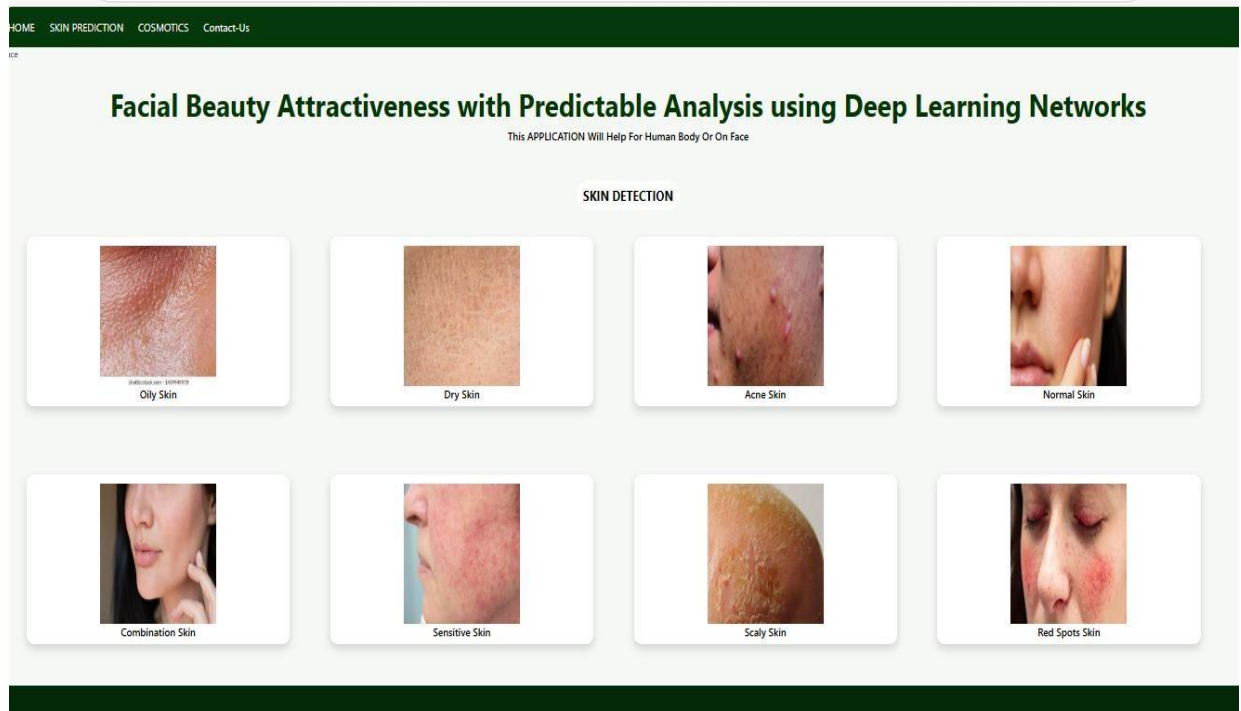 HOME SKIN PREDICTION COSMOTICS Contact-Us
Facial Beauty Attractiveness with Predictable Analysis using Deep Learning Networks
This APPLICATION Will Help For Human Body Or On Face
SKIN DETECTION
Oily Skin Dry Skin Acne Skin Normal Skin
Combination Skin Sensitive Skin Scaly Skin Red Spots Skin